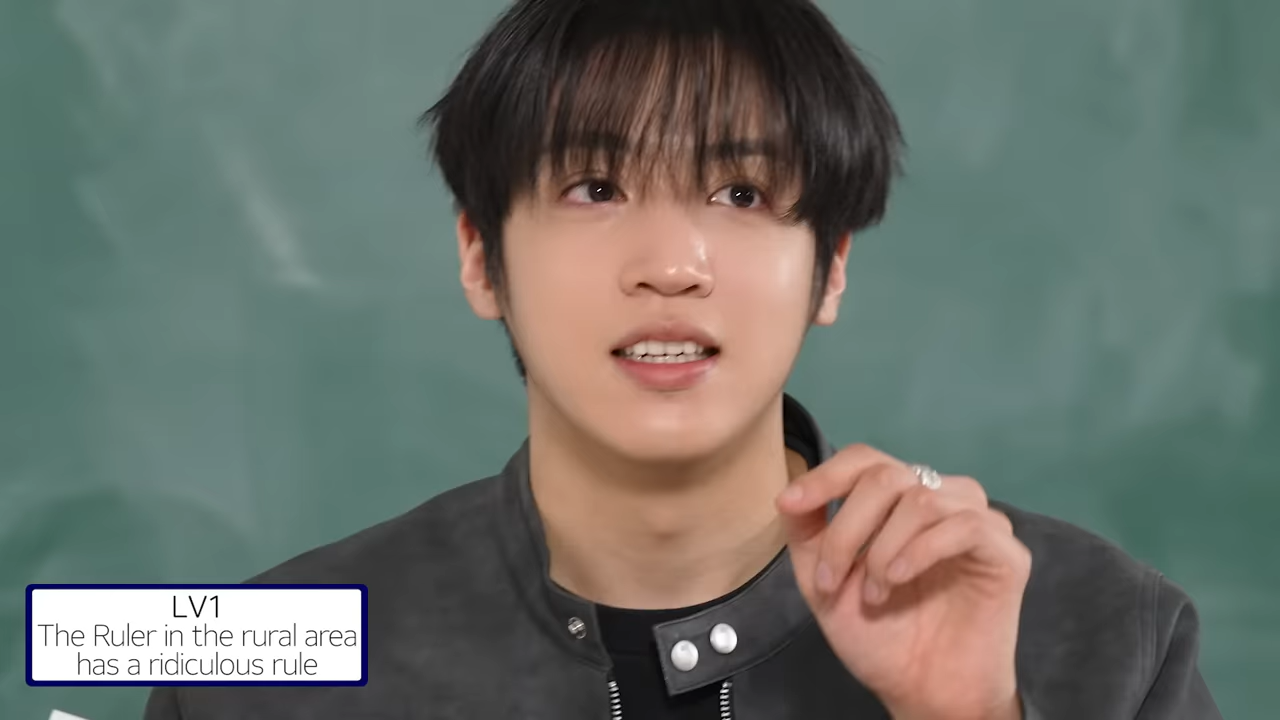 LV1
The Ruler in the rural area
has a ridiculous rule